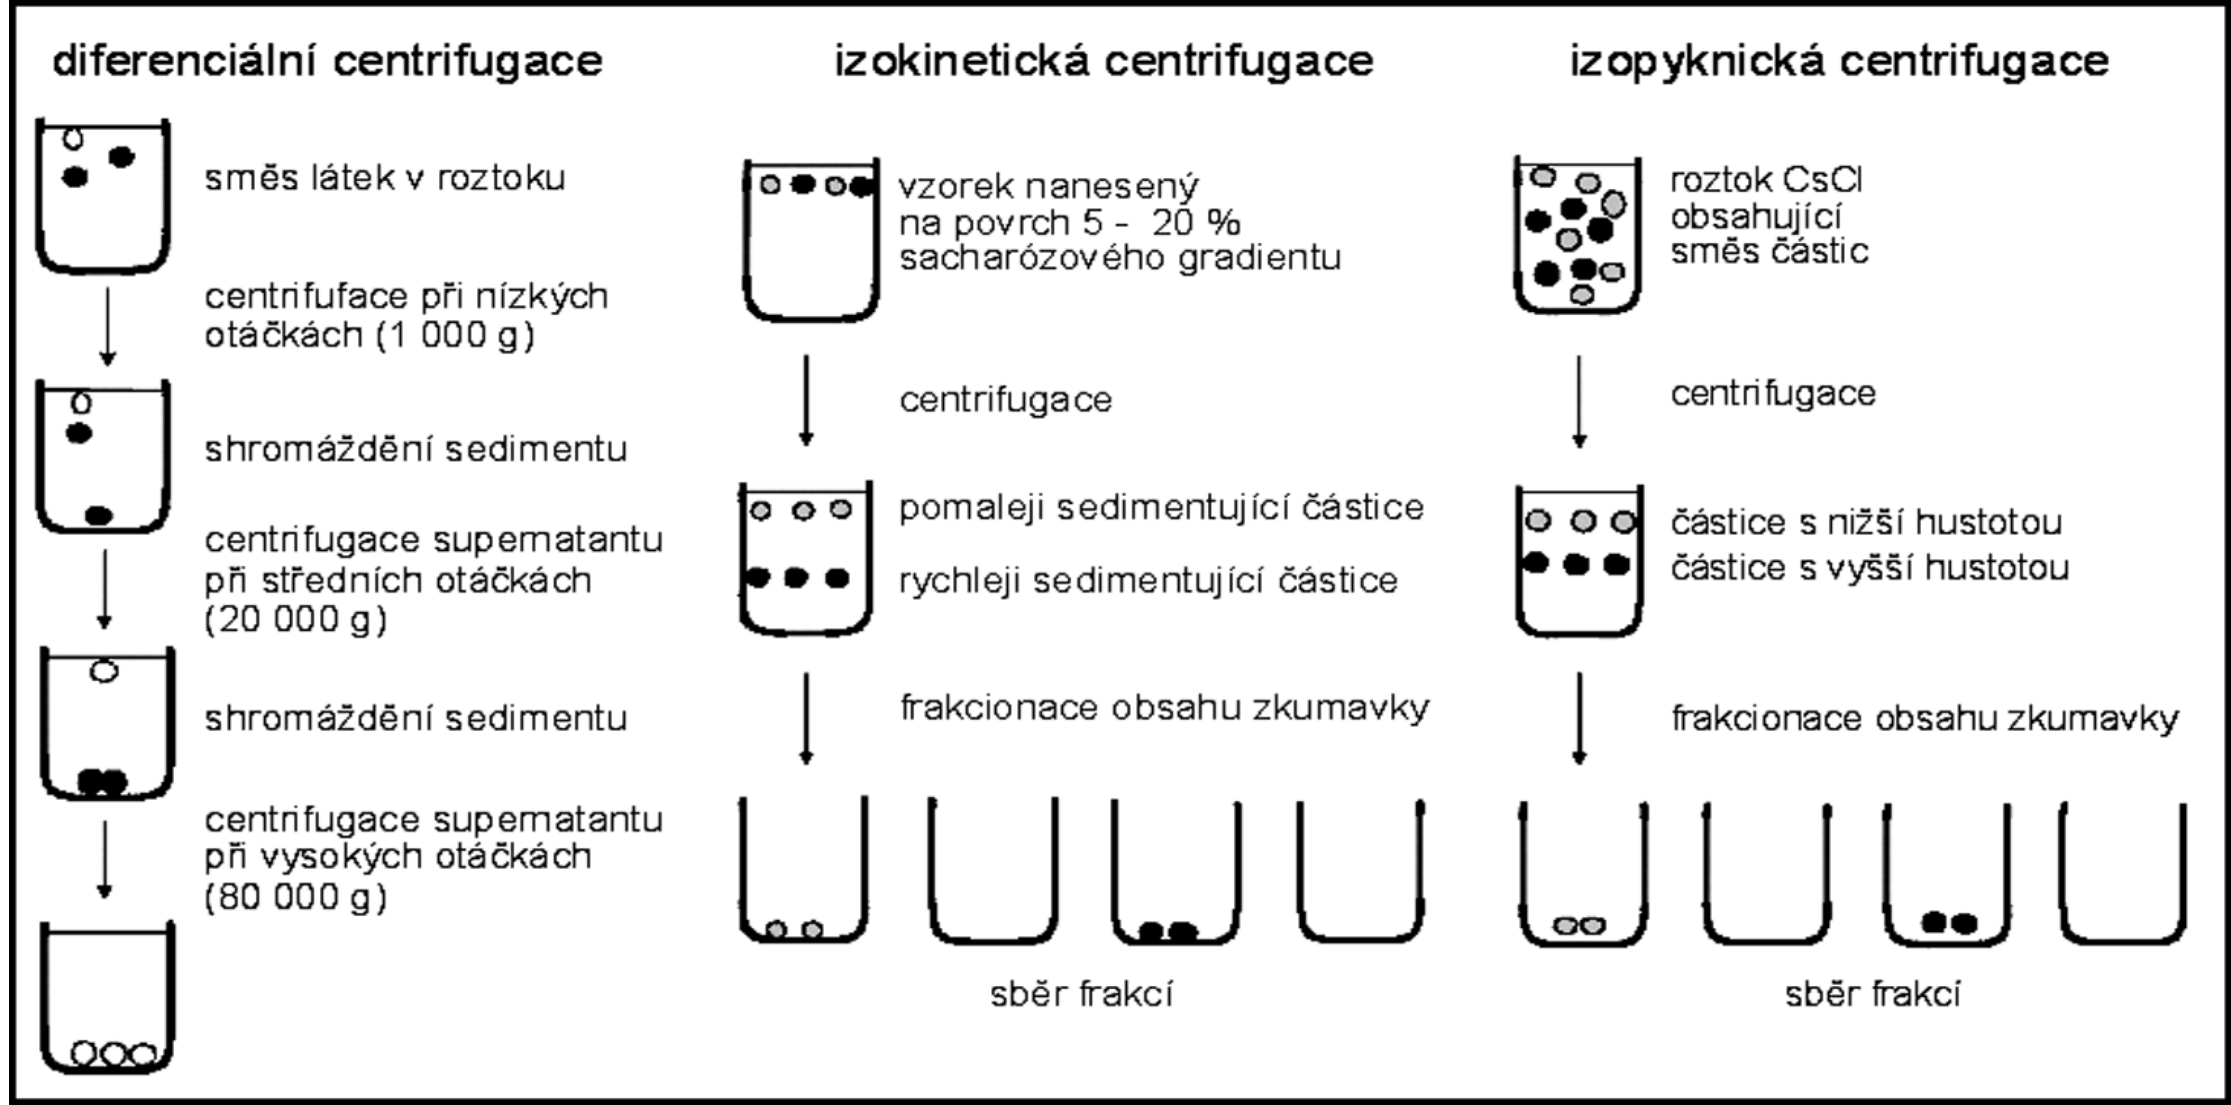 diferenciální centrifugace
směs látek v roztoku
centrifuface při nízkých
otáčkách (1 000 g)
shromáždění sedimentu
centrifugace supernatantu
při středních otáčkách
(20 000 g)
shromáždění sedimentu
centrifugace supernatantu
při vysokých otáčkách
(80 000 g)
izokinetická centrifugace
vzorek nanesený
na povrch 5 - 20 %
sacharózového gradientu
centrifugace
pomaleji sedimentující částice
rychleji sedimentující částice
frakcionace obsahu zkumavky
sběr frakcí
izopyknická centrifugace
roztok CsCl
obsahující
směs částic
centrifugace
částice s nižší hustotou
částice s vyšší hustotou
frakcionace obsahu zkumavky
sběr frakcí